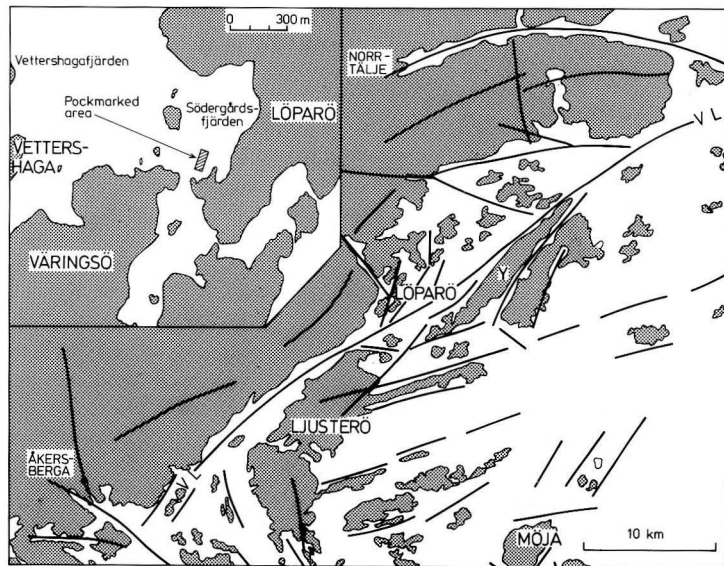 0 300 m
Vettershagafjärden
Pockmarked
area
Södergårds-
fjärden
LÖPARÖ
VETTERS-
HAGA
VÄRINGSÖ
NORR-
TÄLJE
V L
LÖPARÖ
Y
LJUSTERÖ
ÅKERS-
BERGA
V
MÖJA
10 km